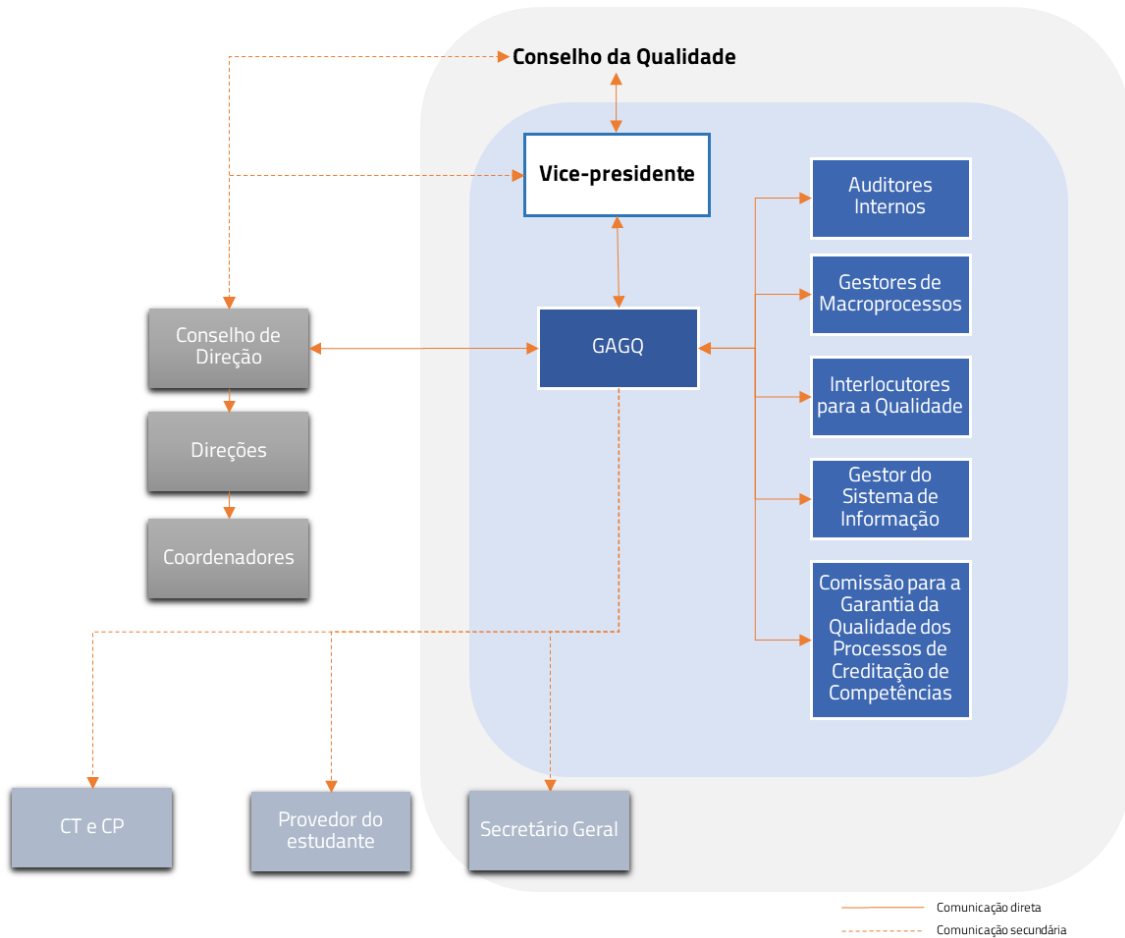 Conselho da Qualidade
Vice-presidente
Auditores
Internos
Gestores de
Macroprocessos
Conselho de
Direção
GAGQ
Interlocutores
para a Qualidade
Direções
Gestor do
Sistema de
Informação
Coordenadores
Comissão para a
Garantia da
Qualidade dos
Processos de
Creditação de
Competências
CT e CP
Provedor do
estudante
Secretário Geral
Comunicação direta
Comunicação secundária